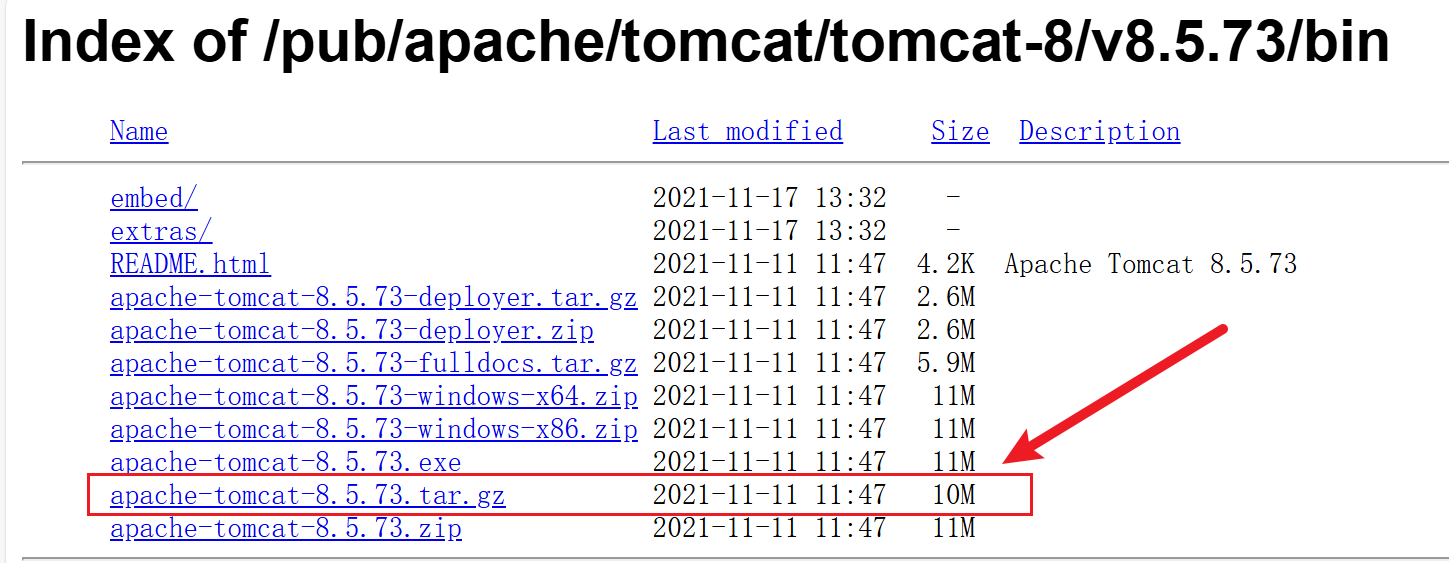 Index of /pub/apache/tomcat/tomcat-8/v8.5.73/bin
Name Last modified Size Description
embed/ 2021-11-17 13:32 -
extras/ 2021-11-17 13:32 -
README.html 2021-11-11 11:47 4.2K Apache Tomcat 8.5.73
apache-tomcat-8.5.73-deployer.tar.gz 2021-11-11 11:47 2.6M
apache-tomcat-8.5.73-deployer.zip 2021-11-11 11:47 2.6M
apache-tomcat-8.5.73-fulldocs.tar.gz 2021-11-11 11:47 5.9M
apache-tomcat-8.5.73-windows-x64.zip 2021-11-11 11:47 11M
apache-tomcat-8.5.73-windows-x86.zip 2021-11-11 11:47 11M
apache-tomcat-8.5.73.exe 2021-11-11 11:47 11M
apache-tomcat-8.5.73.tar.gz 2021-11-11 11:47 10M
apache-tomcat-8.5.73.zip 2021-11-11 11:47 11M